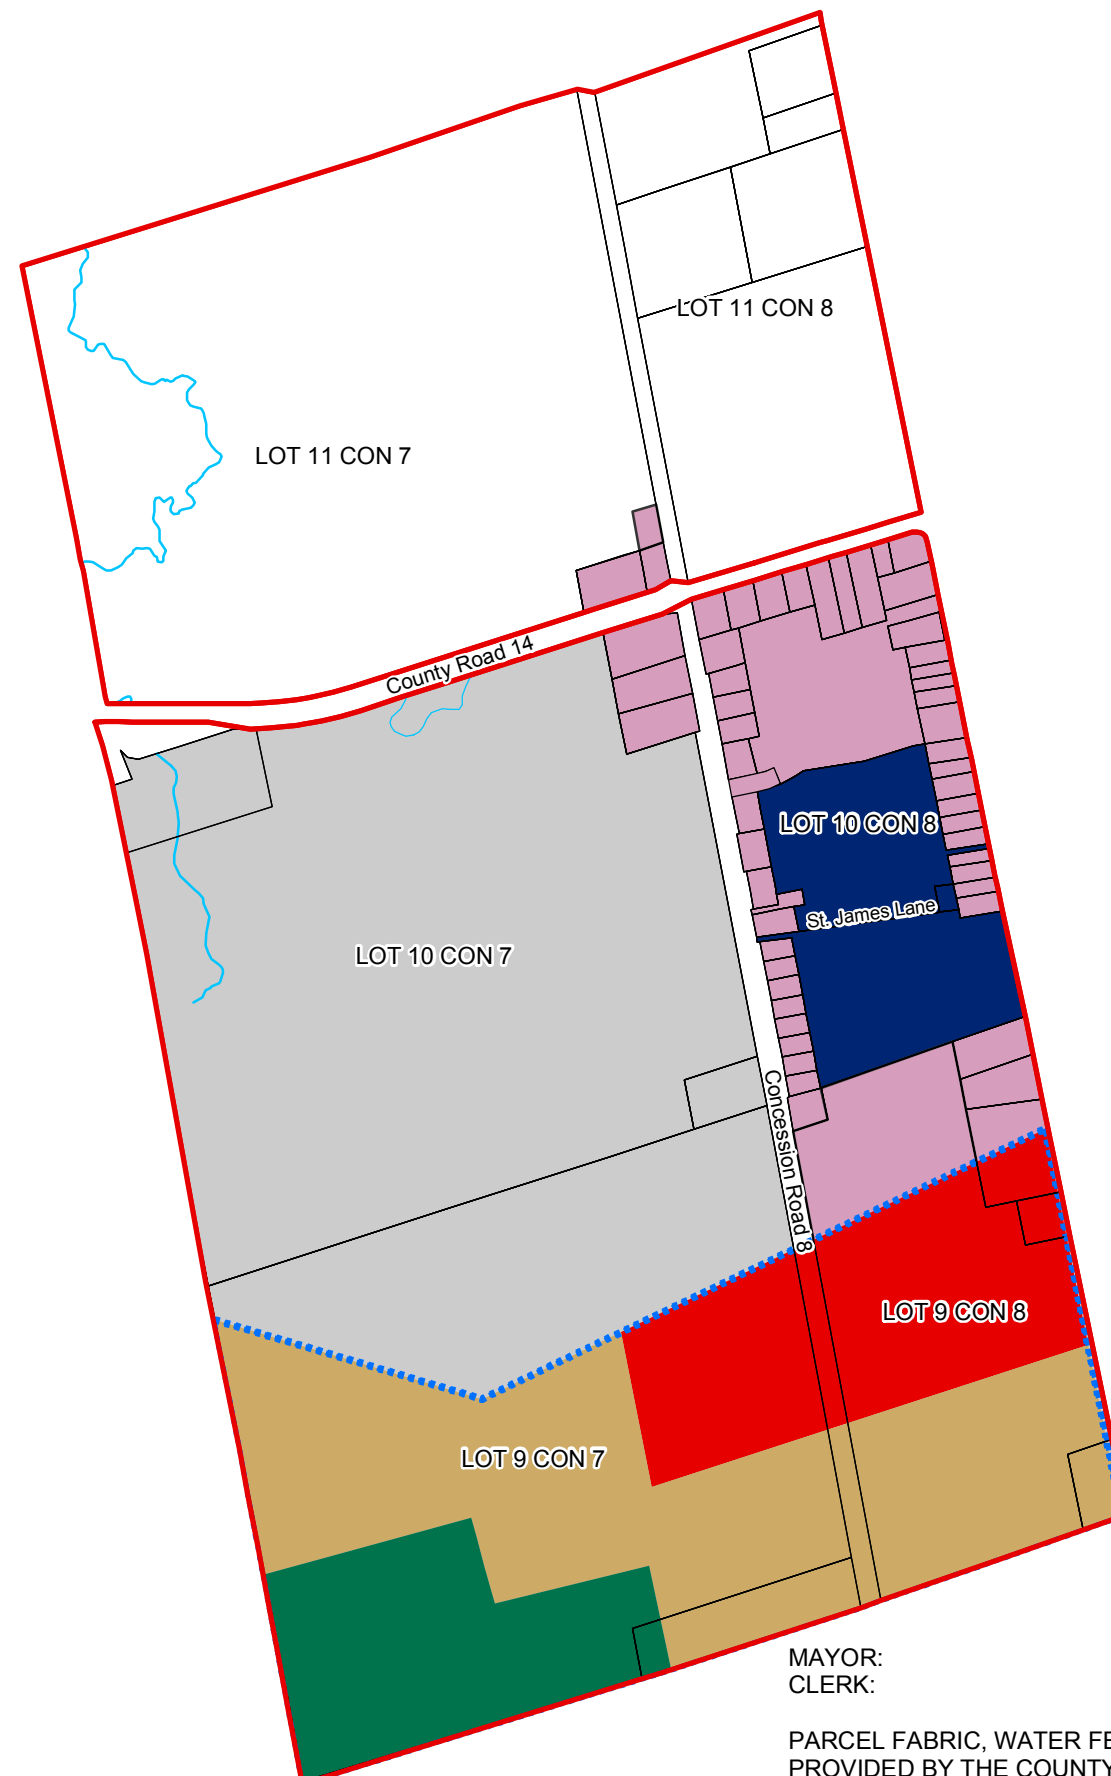 LOT 11 CON 8
LOT 11 CON 7
County Road 14
LOT 10 CON 8
St. James Lane
LOT 10 CON 7
Concession Road 8
LOT 9 CON 8
LOT 9 CON 7
MAYOR:
CLERK:
PARCEL FABRIC, WATER FE
PROVIDED BY THE COUNTY